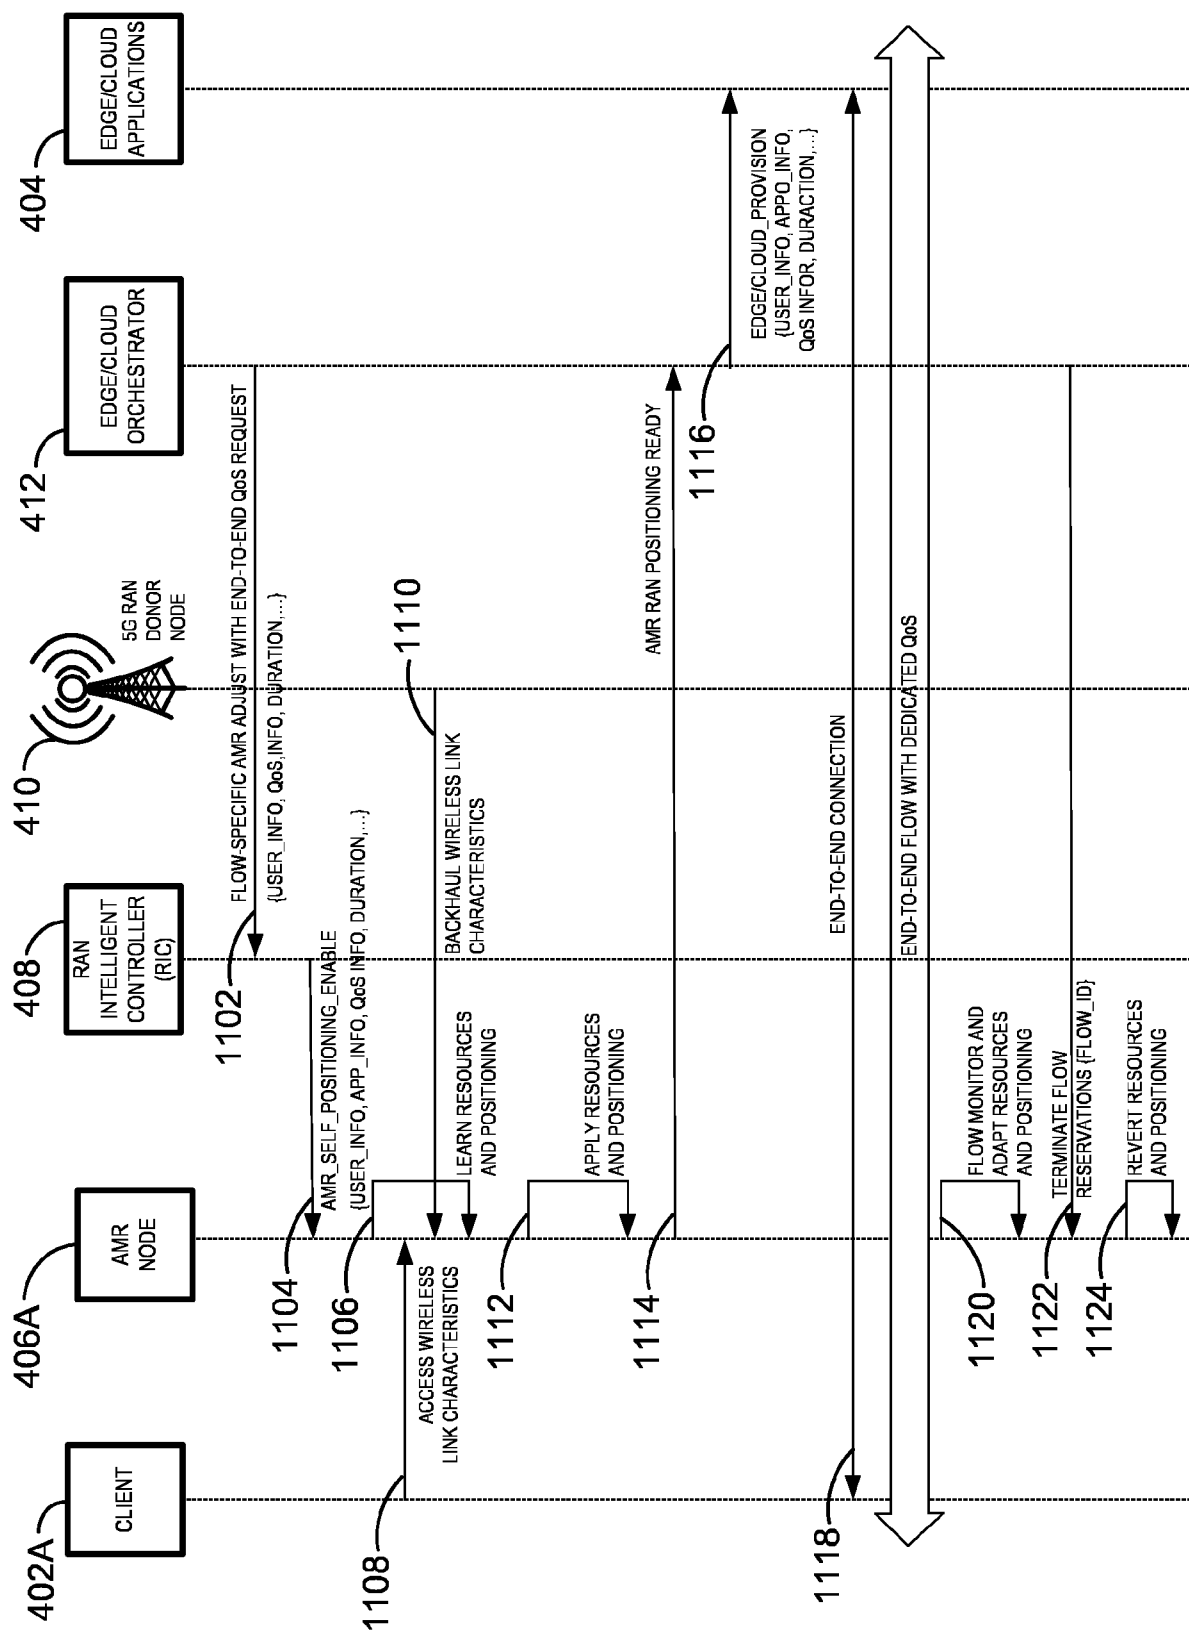 402A
CLIENT
406A
AMR
NODE
408
RAN
INTELLIGENT
CONTROLLER
(RIC)
410
5G RAN
DONOR
NODE
412
EDGE/CLOUD
ORCHESTRATOR
404
EDGE/CLOUD
APPLICATIONS
1102
FLOW-SPECIFIC AMR ADJUST WITH END-TO-END QoS REQUEST
{USER_INFO, QoS,INFO, DURATION,...}
1104
AMR_SELF_POSITIONING_ENABLE
{USER_INFO, APP_INFO, QoS INFO, DURATION,...}
1106
1108
ACCESS WIRELESS
LINK CHARACTERISTICS
1110
BACKHAUL WIRELESS LINK
CHARACTERISTICS
LEARN RESOURCES
AND POSITIONING
1112
APPLY RESOURCES
AND POSITIONING
1114
AMR RAN POSITIONING READY
1116
EDGE/CLOUD_PROVISION
{USER_INFO, APPO_INFO,
QoS INFOR, DURACTION,...}
1118
END-TO-END CONNECTION
END-TO-END FLOW WITH DEDICATED QoS
1120
FLOW MONITOR AND
ADAPT RESOURCES
AND POSITIONING
1122
TERMINATE FLOW
RESERVATIONS {FLOW_ID}
1124
REVERT RESOURCES
AND POSITIONING